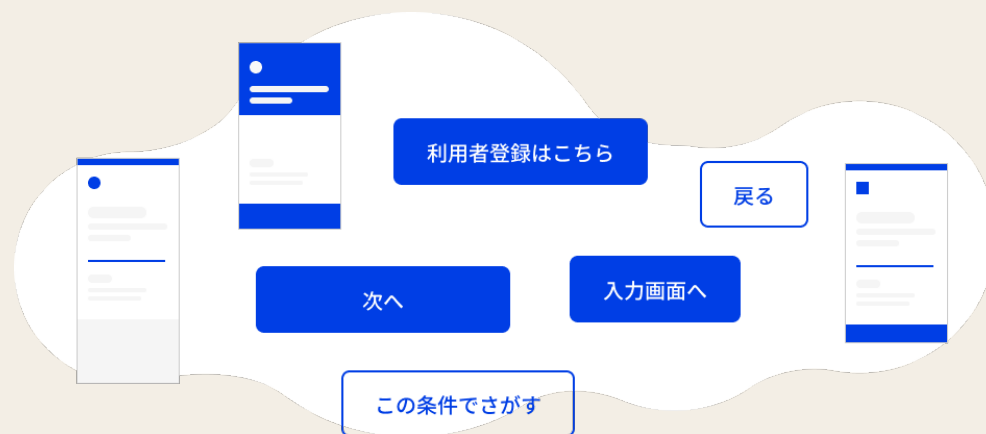 利用者登録はこちら
戻る
次へ
入力画面へ
この条件でさがす